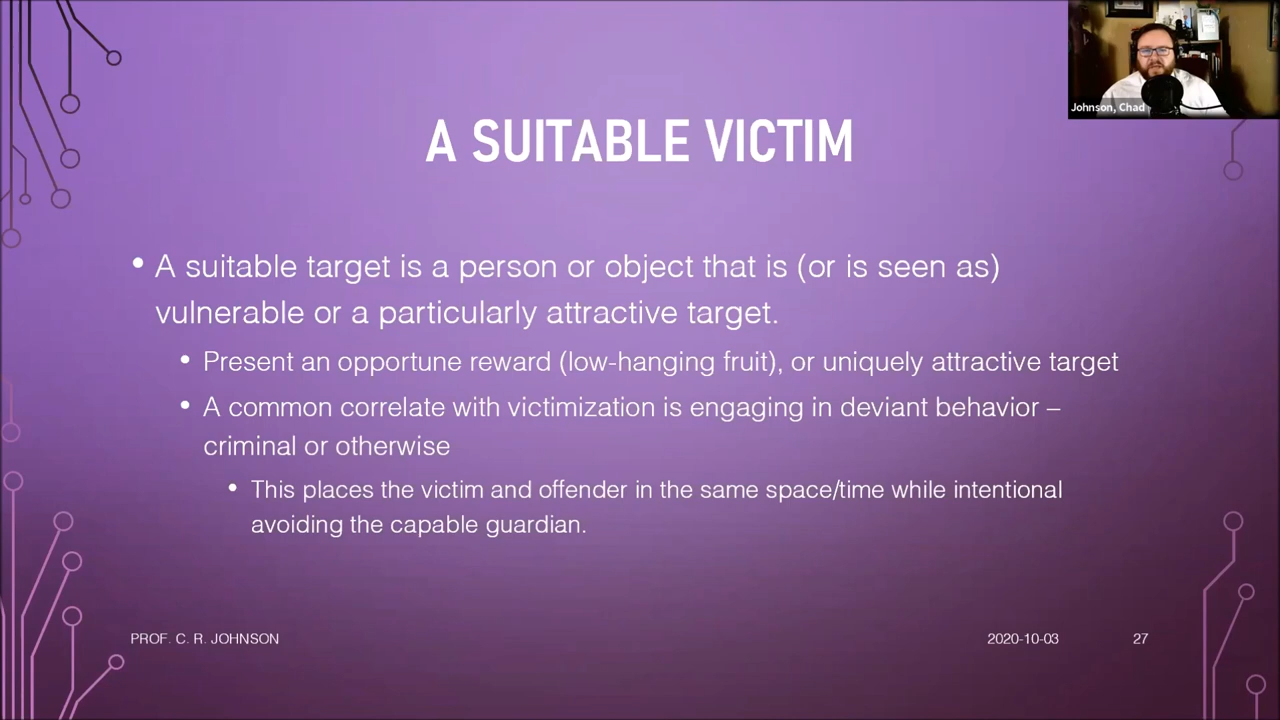 Johnson, Chad
A SUITABLE VICTIM
• A suitable target is a person or object that is (or is seen as)
vulnerable or a particularly attractive target.
• Present an opportune reward (low-hanging fruit), or uniquely attractive target
• A common correlate with victimization is engaging in deviant behavior –
criminal or otherwise
• This places the victim and offender in the same space/time while intentional
avoiding the capable guardian.
PROF. C. R. JOHNSON
2020-10-03
27